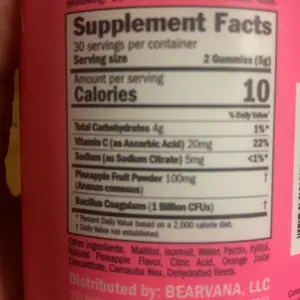 Supplement Facts
30 servings per container
Serving size 2 Gummies (5g)
Amount per serving
Calories 10
% Daily Value*
Total Carbohydrates 4g 1%*
Vitamin C (as Ascorbic Acid) 20mg 22%
Sodium (as Sodium Citrate) 5mg <1%*
Pineapple Fruit Powder 100mg †
(Ananas comosus)
Bacillus Coagulans (1 Billion CFUs) †
* Percent Daily Value based on a 2,000 calorie diet.
† Daily Value not established.
Other Ingredients: Maltitol, Isomalt, Water, Pectin, Xylitol,
Natural Pineapple Flavor, Citric Acid, Orange Juice
Concentrate, Carnauba Wax, Dehydrated Beets.
Distributed by: BEARVANA, LLC